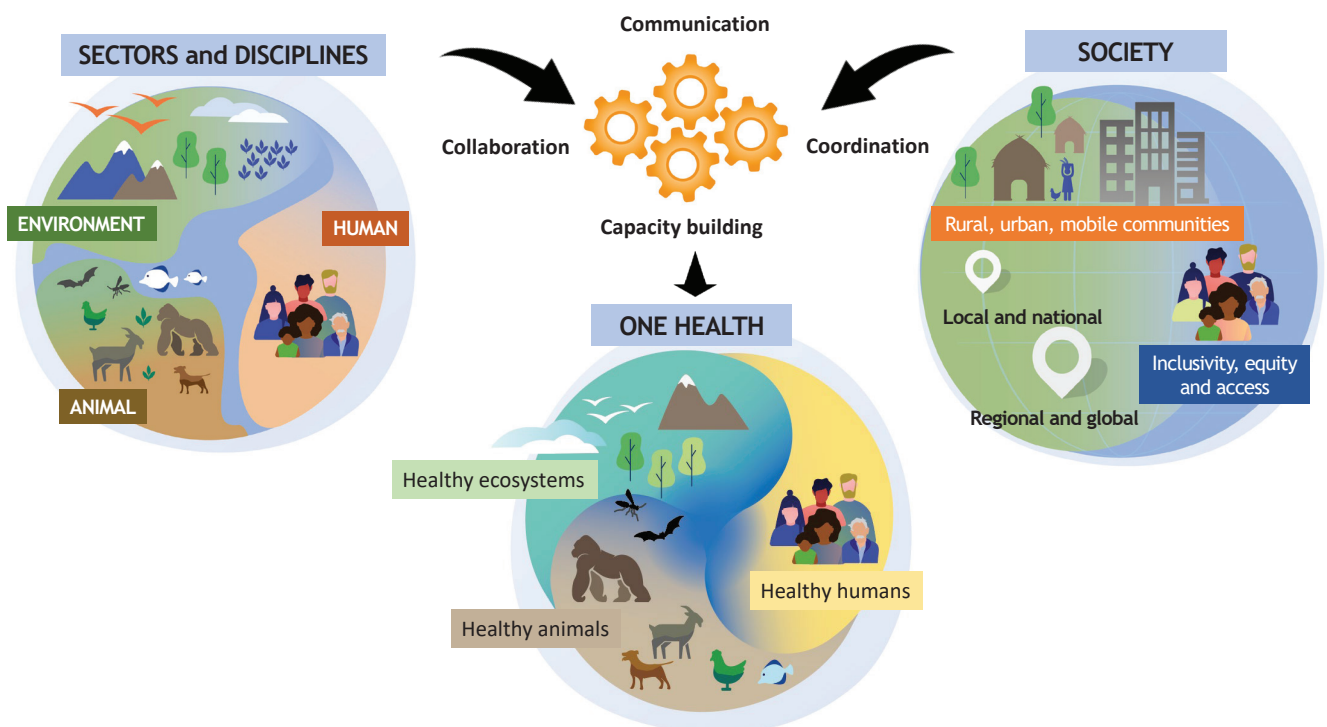 Communication
SECTORS and DISCIPLINES
SOCIETY
Collaboration
Coordination
ENVIRONMENT
HUMAN
Capacity building
Rural, urban, mobile communities
Local and national
ONE HEALTH
Inclusivity, equity
and access
ANIMAL
Regional and global
Healthy ecosystems
Healthy humans
Healthy animals